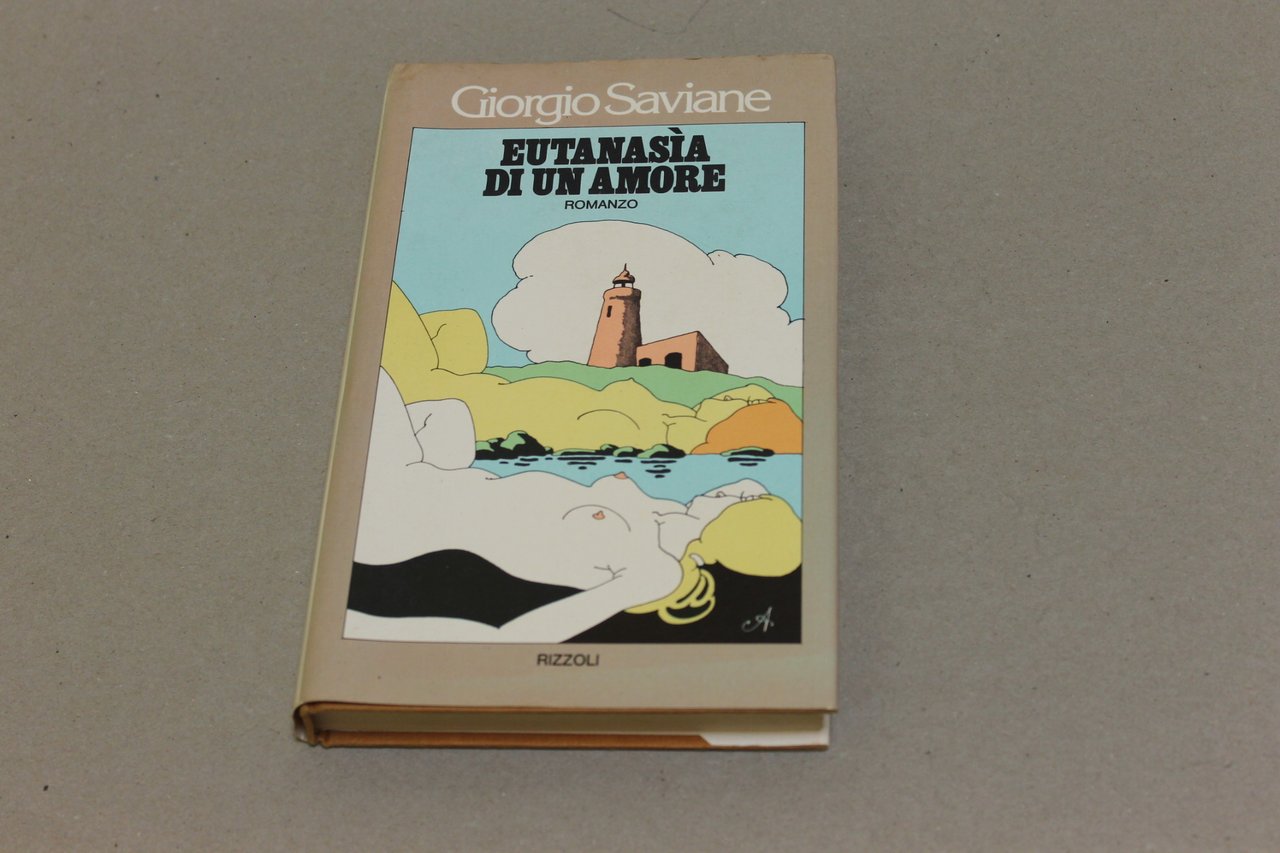 Giorgio Saviane
EUTANASÌA
DI UN AMORE
ROMANZO
A.
RIZZOLI